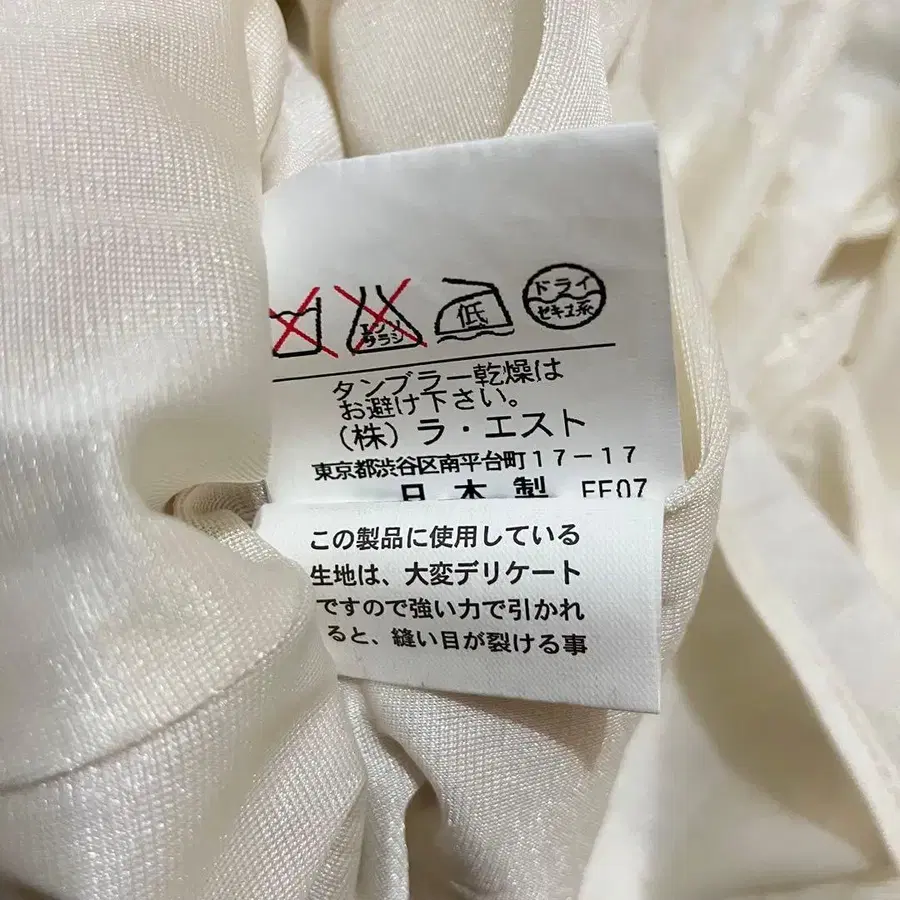 エンソ
サラシ
低
ドライ
セキユ系
タンブラー乾燥は
お避け下さい。
(株)ラ・エスト
東京都渋谷区南平台町17-17
日本製 FF07
この製品に使用している
生地は、大変デリケート
ですので強い力で引かれ
ると、縫い目が裂ける事